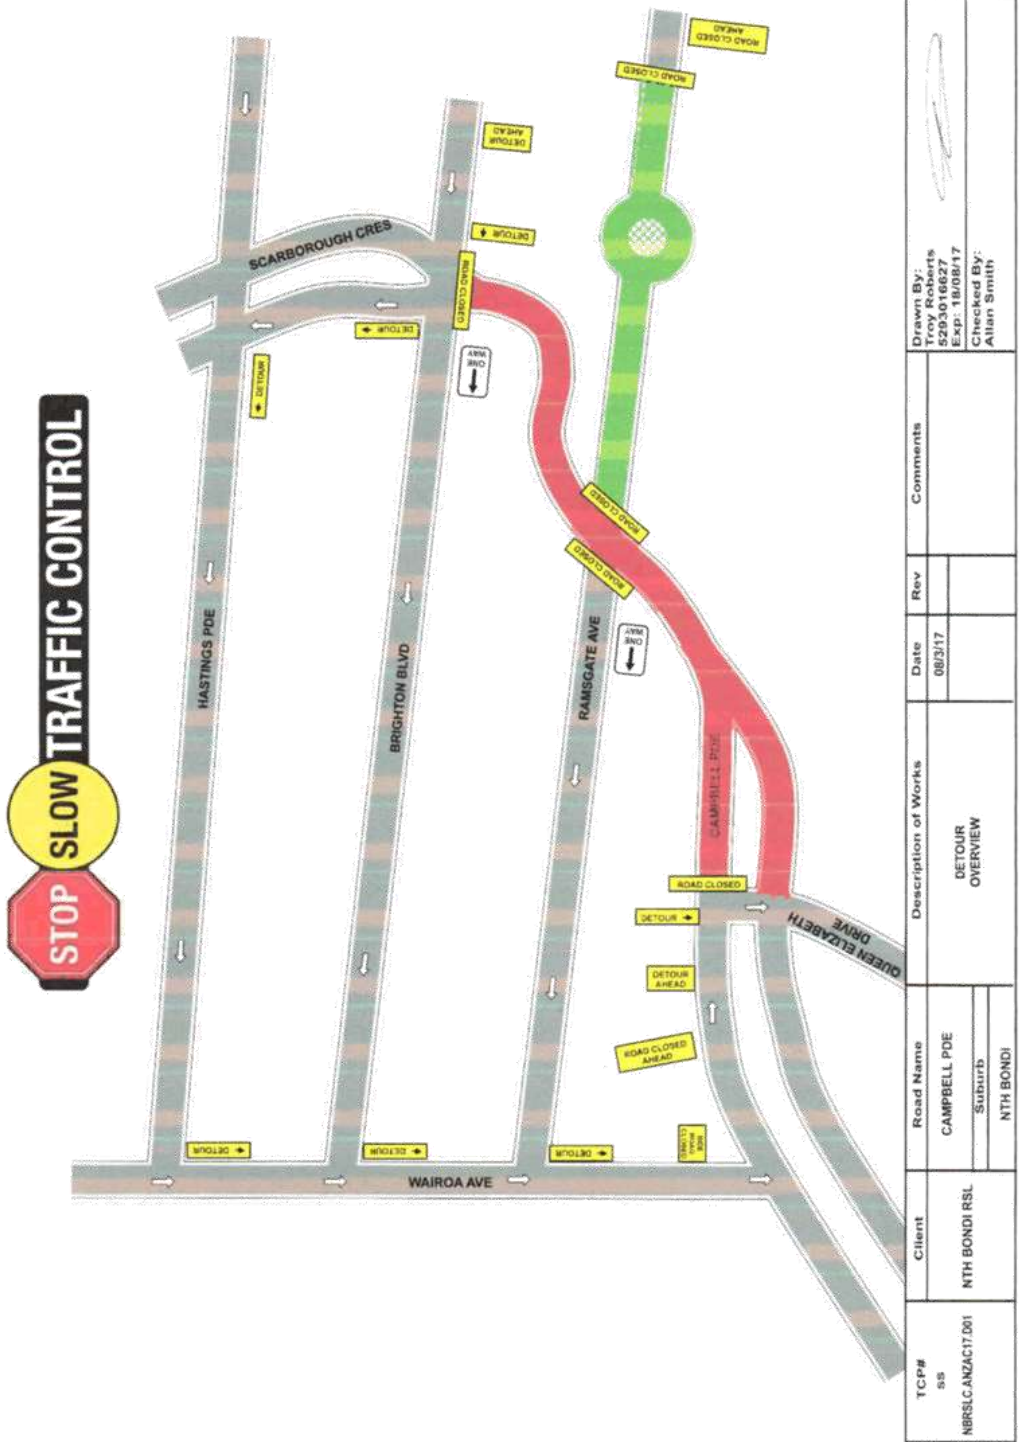 STOP SLOW TRAFFIC CONTROL
ROAD CLOSED
AHEAD
ROAD CLOSED
DETOUR
AHEAD
DETOUR
SCARBOROUGH CRES
ROAD CLOSED
DETOUR
ONE
WAY
DETOUR
ROAD CLOSED
ROAD CLOSED
HASTINGS PDE
BRIGHTON BLVD
RAMSGATE AVE
ONE
WAY
CAMPBELL PDE
ROAD CLOSED
DETOUR
QUEEN ELIZABETH
DRIVE
DETOUR
AHEAD
ROAD CLOSED
AHEAD
DETOUR
DETOUR
DETOUR
SIDE
ROAD
CLOSED
WAIROA AVE
TCP#
SS
NBRSLC.ANZAC17.D01
Client
NTH BONDI RSL
Road Name
CAMPBELL PDE
Suburb
NTH BONDI
Description of Works
DETOUR
OVERVIEW
Date
08/3/17
Rev
Comments
Drawn By:
Troy Roberts
5293016627
Exp: 18/08/17
Checked By:
Allan Smith